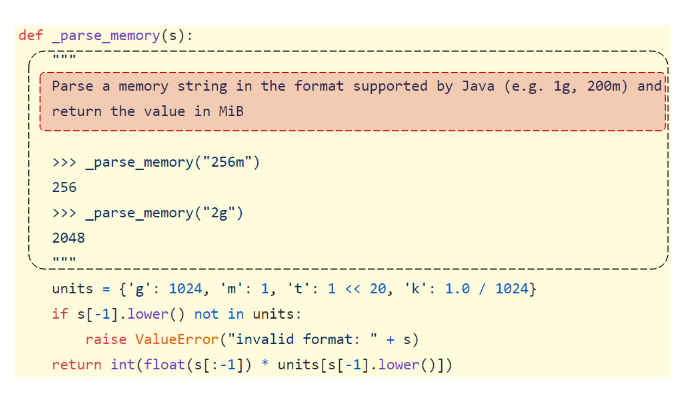 def _parse_memory(s):
"""
Parse a memory string in the format supported by Java (e.g. 1g, 200m) and
return the value in MiB
>>> _parse_memory("256m")
256
>>> _parse_memory("2g")
2048
"""
units = {'g': 1024, 'm': 1, 't': 1 << 20, 'k': 1.0 / 1024}
if s[-1].lower() not in units:
raise ValueError("invalid format: " + s)
return int(float(s[:-1]) * units[s[-1].lower()])